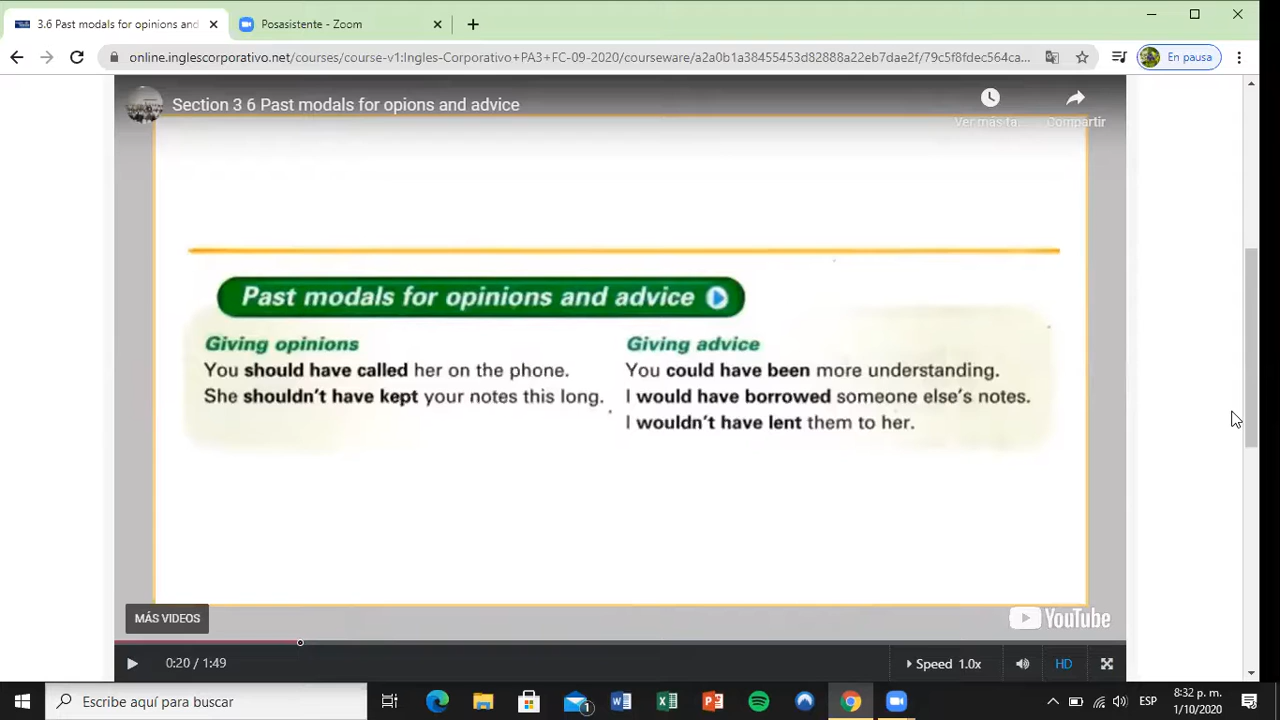 3.6 Past modals for opinions and
Posasistente - Zoom
online.inglescorporativo.net/courses/course-v1:Ingles-Corporativo+PA3+FC-09-2020/courseware/a2a0b1a38455453d82888a22cb7dae2f/79c5f8fdec564ca...
En pausa
Section 3 6 Past modals for opions and advice
Ver más ta...
Compartir
Past modals for opinions and advice
Giving opinions
You should have called her on the phone.
She shouldn't have kept your notes this long.
Giving advice
You could have been more understanding.
I would have borrowed someone else's notes.
I wouldn't have lent them to her.
MÁS VIDEOS
YouTube
0:20 / 1:49
Speed 1.0x
HD
Escribe aquí para buscar
1
ESP
8:32 p. m.
1/10/2020